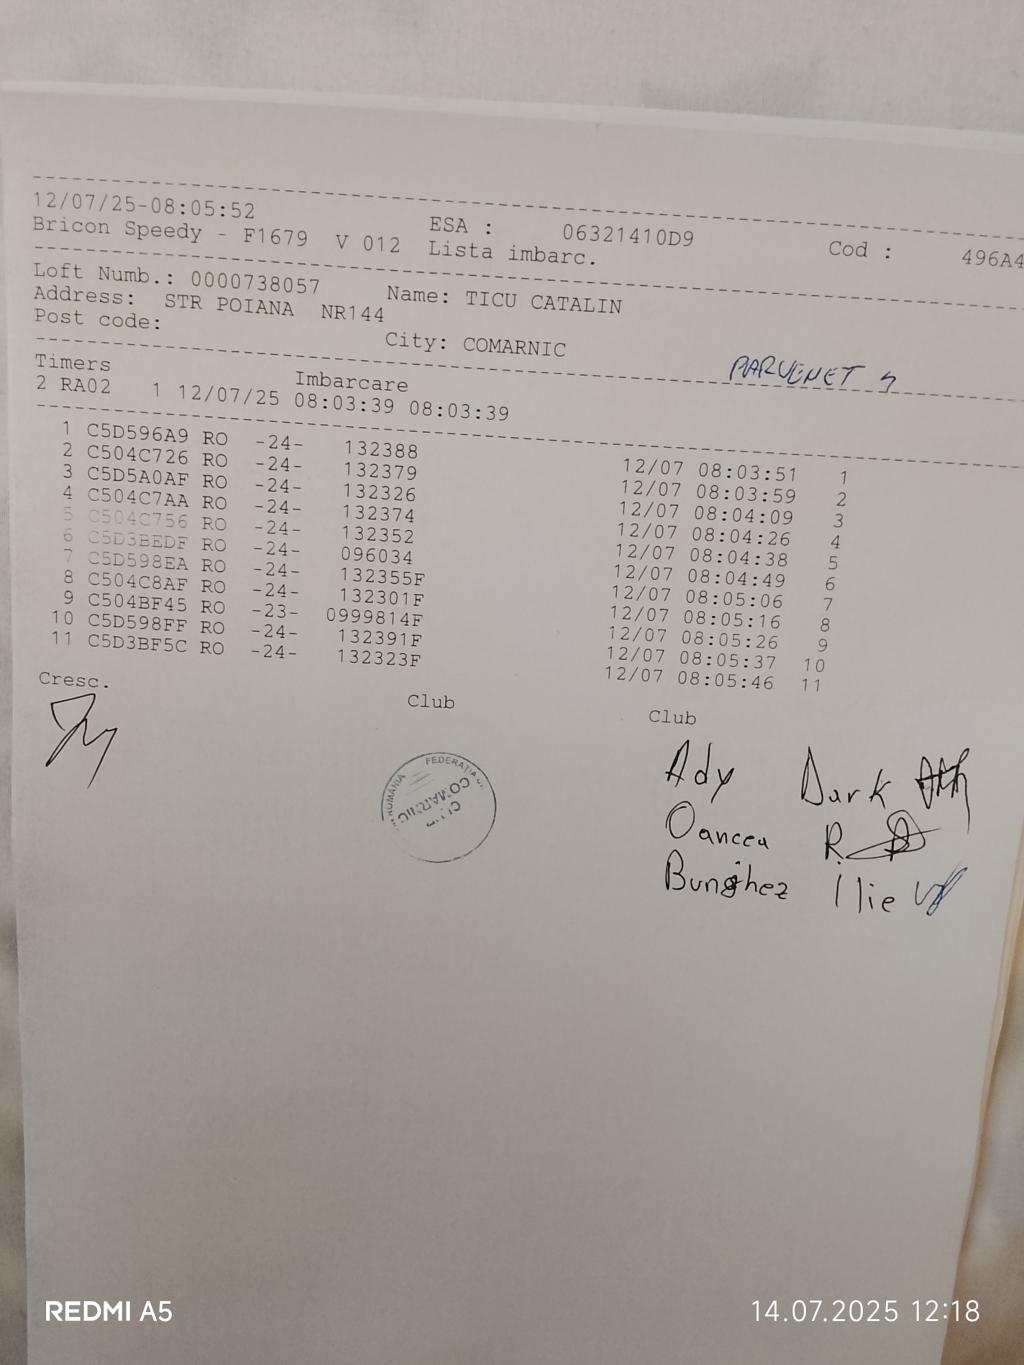 12/07/25-08:05:52 ESA : 06321410D9 Cod : 496A4
Bricon Speedy - F1679 V 012 Lista imbarc.
Loft Numb.: 0000738057 Name: TICU CATALIN
Address: STR POIANA NR144
Post code: City: COMARNIC
PARVENET
Timers Imbarcare
2 RA02 1 12/07/25 08:03:39 08:03:39
1 C5D596A9 RO -24- 132388 12/07 08:03:51 1
2 C504C726 RO -24- 132379 12/07 08:03:59 2
3 C5D5A0AF RO -24- 132326 12/07 08:04:09 3
4 C504C7AA RO -24- 132374 12/07 08:04:26 4
5 C504C756 RO -24- 132352 12/07 08:04:38 5
6 C5D3BEDF RO -24- 096034 12/07 08:04:49 6
7 C5D598EA RO -24- 132355F 12/07 08:05:06 7
8 C504C8AF RO -24- 132301F 12/07 08:05:16 8
9 C504BF45 RO -23- 0999814F 12/07 08:05:26 9
10 C5D598FF RO -24- 132391F 12/07 08:05:37 10
11 C5D3BF5C RO -24- 132323F 12/07 08:05:46 11
Cresc. Club Club
FEDERATIA
ROMANIA
COMARNIC
Ady Dark
Oancea R.
Bunghez Ilie
REDMI A5 14.07.2025 12:18